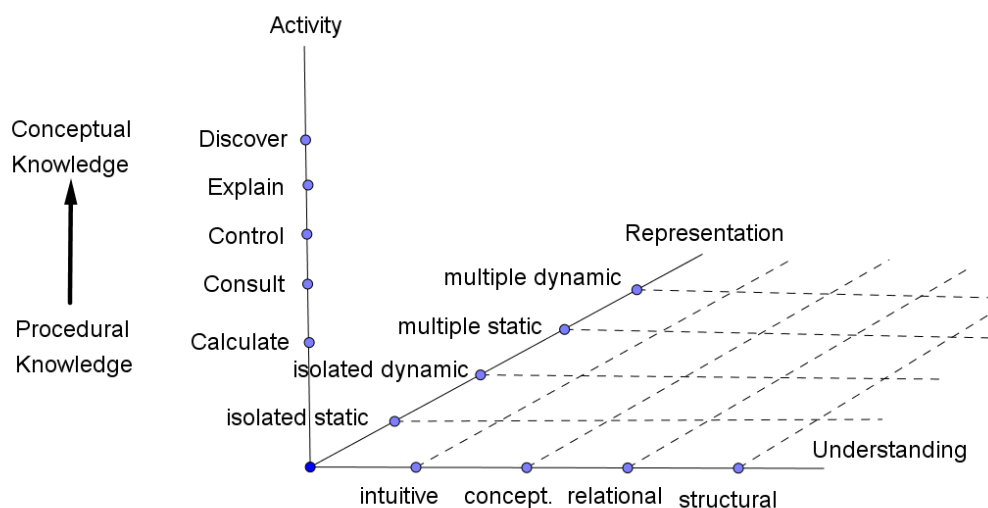 Activity
Conceptual
Knowledge
Procedural
Knowledge
Discover
Explain
Control
Consult
Calculate
Representation
multiple dynamic
multiple static
isolated dynamic
isolated static
Understanding
intuitive
concept.
relational
structural